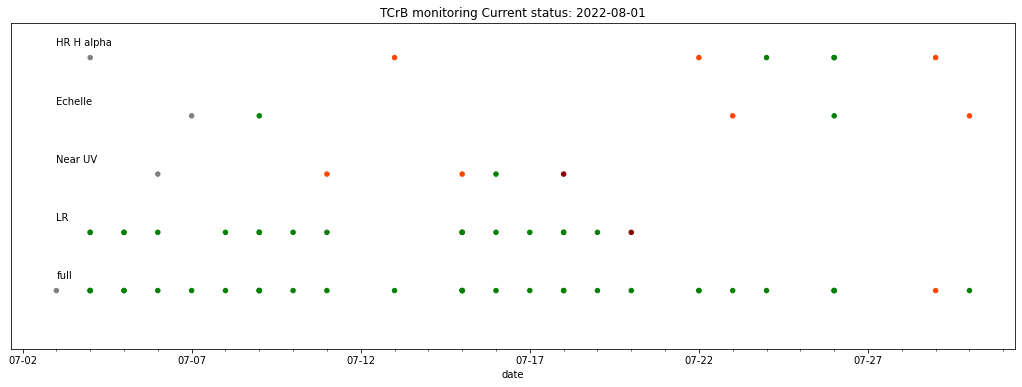 TCrB monitoring Current status: 2022-08-01
HR H alpha
Echelle
Near UV
LR
full
07-02 07-07 07-12 07-17 07-22 07-27
date